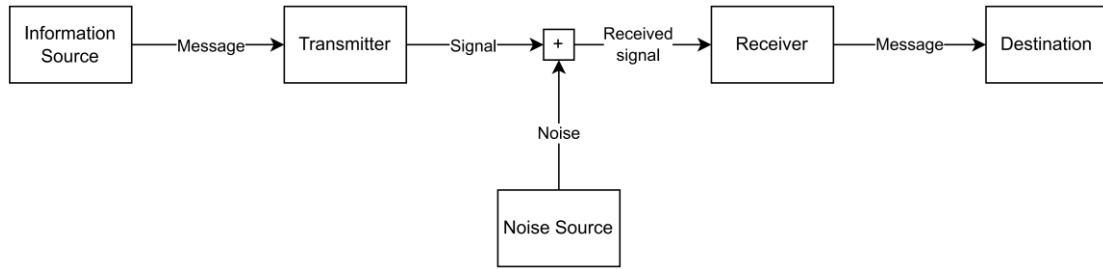 Information
Source
Message
Transmitter
Signal
+
Received
signal
Receiver
Message
Destination
Noise
Noise Source